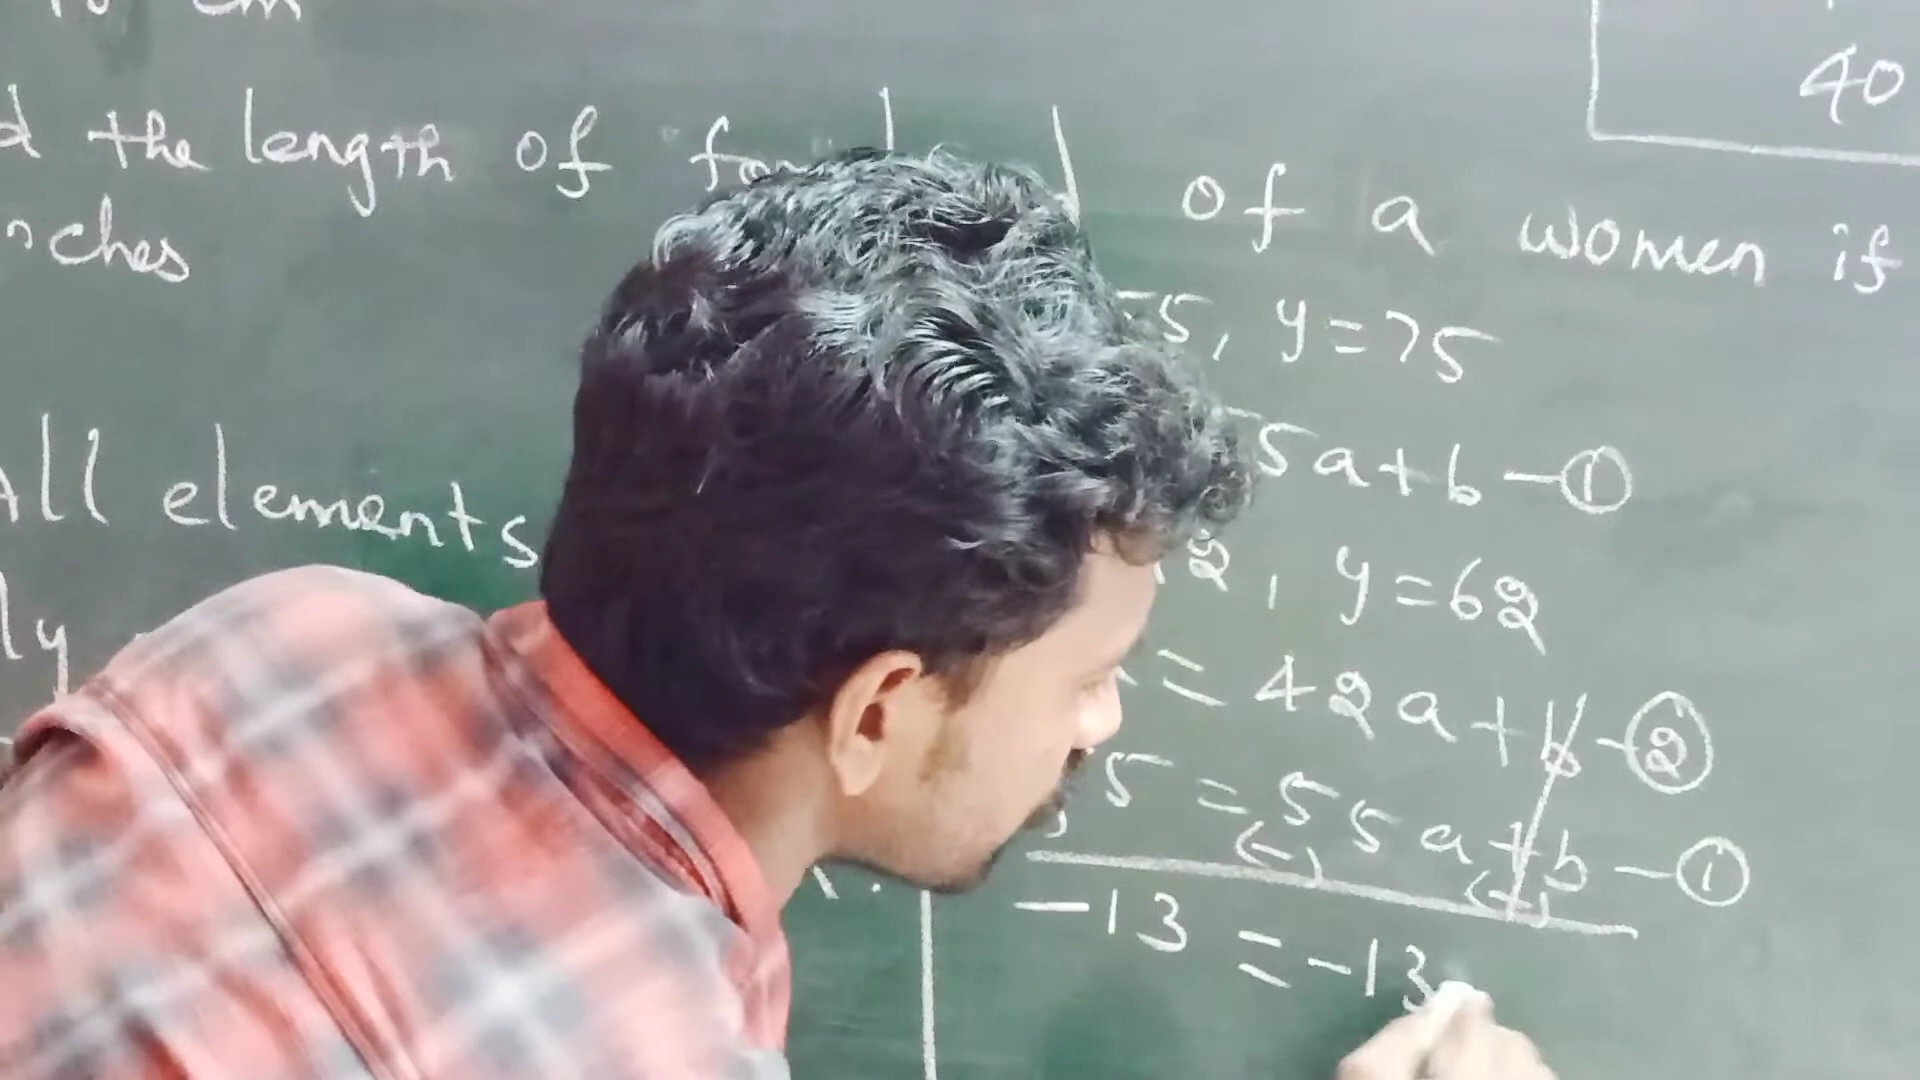 cm
40
the length of
of a women if
ches
5, y=75
All elements
5a+b-①
2, y=62
ly
= 42a+b-②
5=55a+b-①
(-) (-)
-13=-13